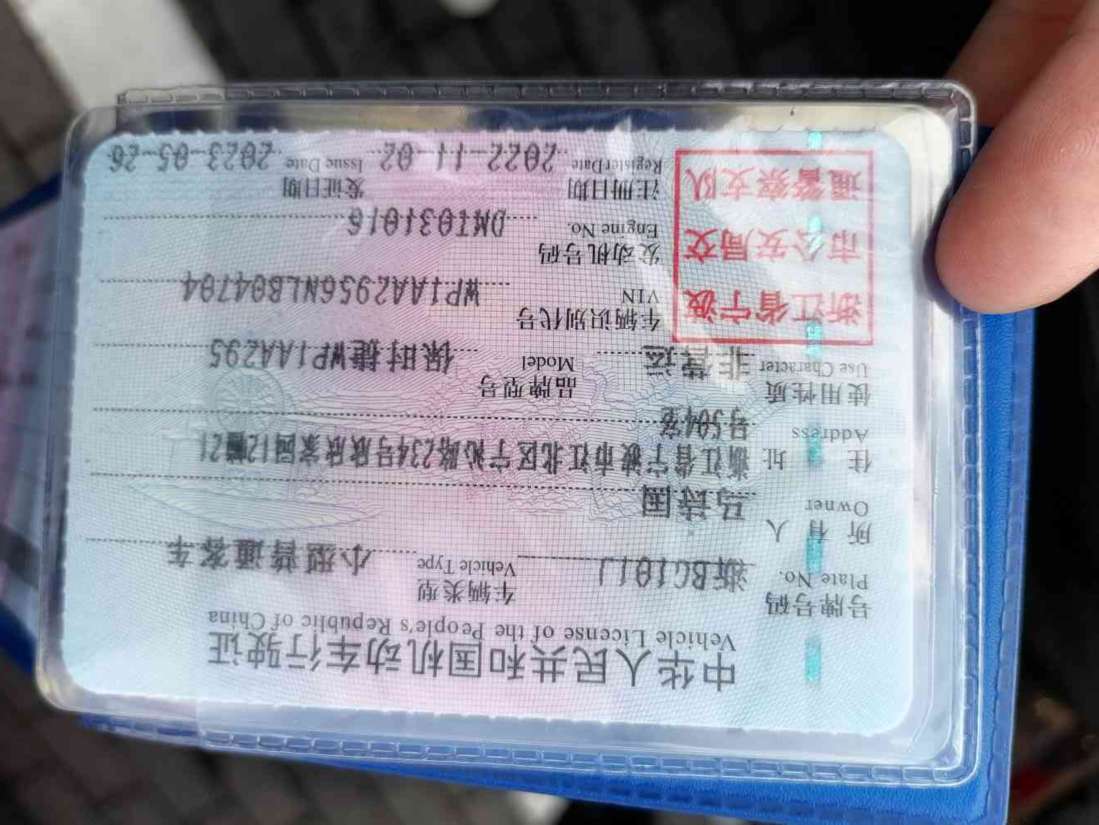 中华人民共和国机动车行驶证
Vehicle License of the People's Republic of China
号牌号码 浙BG101J 车辆类型 小型普通客车
Plate No. Vehicle Type
所有人 马诗国
Owner
住址 浙江省宁波市江北区宁沁路234号欣家园12幢21
Address 号504室
使用性质 非营运 品牌型号 保时捷WP1AA295
Use Character Model
浙江省宁波
市公安局交
通警察支队
车辆识别代号 WP1AA2956NLB04704
VIN
发动机号码 DMT031016
Engine No.
注册日期 2022-11-02 发证日期 2023-05-26
Register Date Issue Date